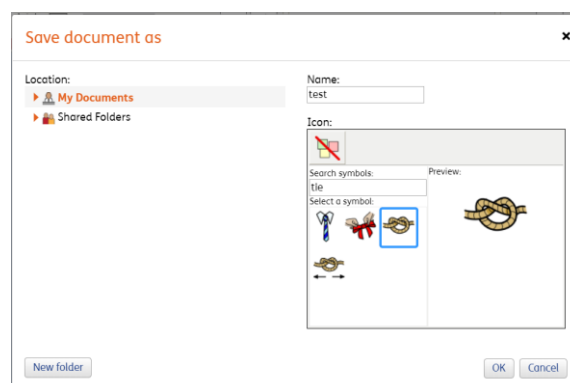 Save document as
Location:
My Documents
Shared Folders
Name:
test
Icon:
Search symbols:
tie
Select a symbol:
Preview:
New folder
OK
Cancel